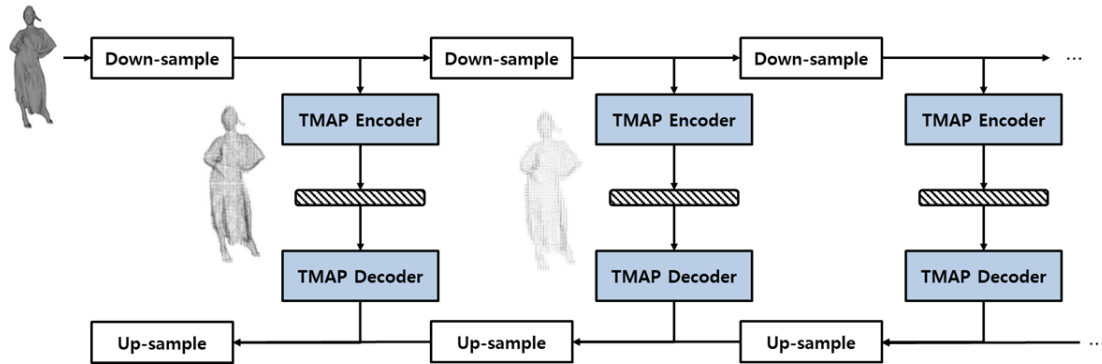 Down-sample
Down-sample
Down-sample
...
TMAP Encoder
TMAP Encoder
TMAP Encoder
TMAP Decoder
TMAP Decoder
TMAP Decoder
Up-sample
Up-sample
Up-sample
...